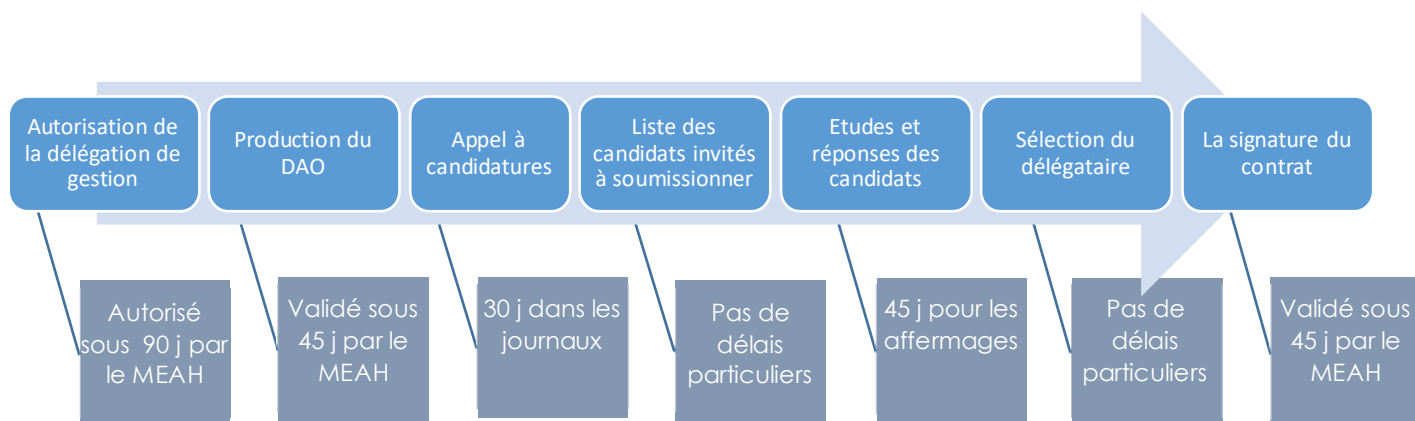 Autorisation de
la délégation de
gestion
Production du
DAO
Appel à
candidatures
Liste des
candidats invités
à soumissionner
Etudes et
réponses des
candidats
Sélection du
délégataire
La signature du
contrat
Autorisé
sous 90 j par
le MEAH
Validé sous
45 j par le
MEAH
30 j dans les
journaux
Pas de
délais
particuliers
45 j pour les
affermages
Pas de
délais
particuliers
Validé sous
45 j par le
MEAH